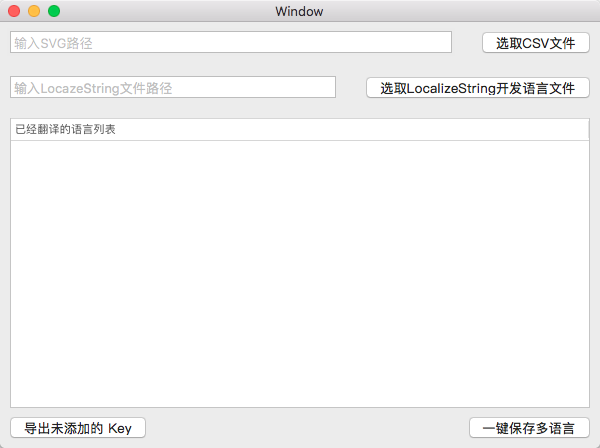 Window
输入SVG路径
选取CSV文件
输入LocazeString文件路径
选取LocalizeString开发语言文件
已经翻译的语言列表
导出未添加的 Key
一键保存多语言